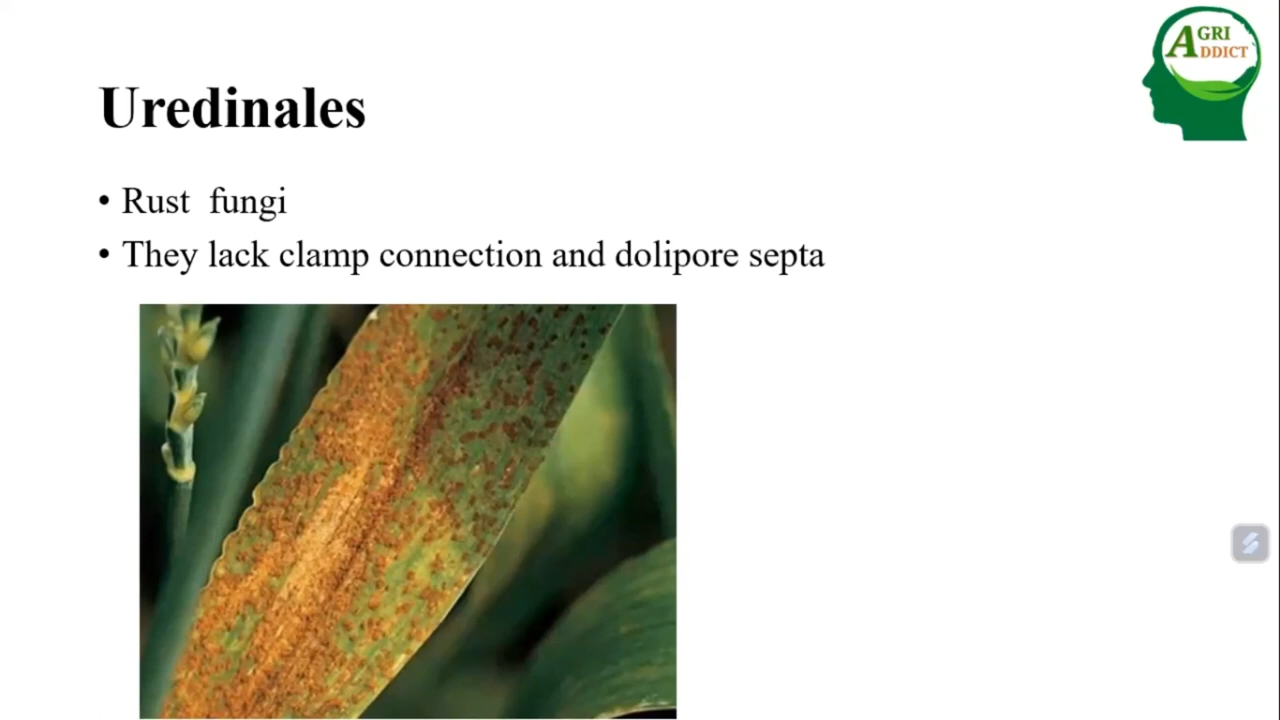 AGRI
ADDICT
Uredinales
• Rust  fungi
• They lack clamp connection and dolipore septa